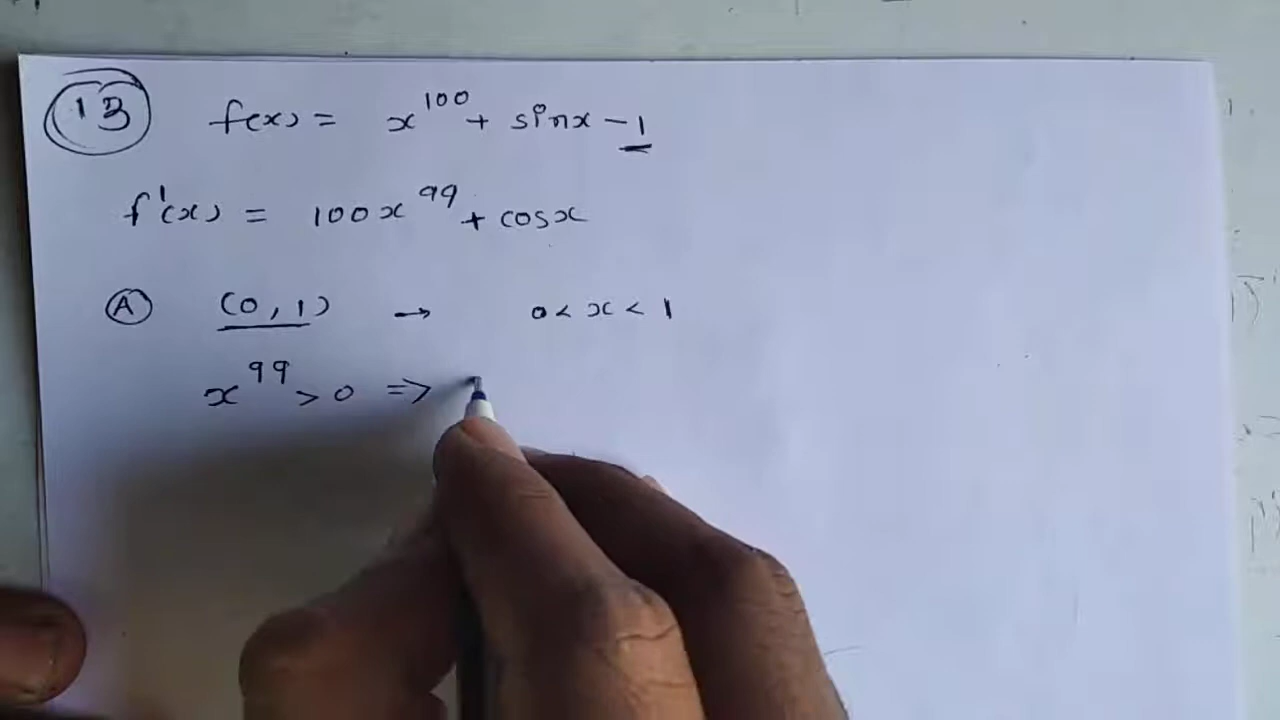 13 f(x) = x^100 + sinx - 1
f'(x) = 100x^99 + cosx
A (0,1) → 0 < x < 1
x^99 > 0 =>